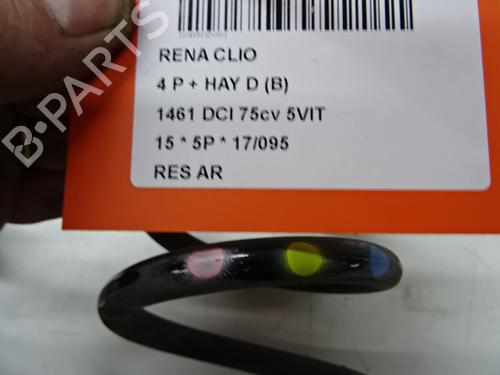 RENA CLIO
4 P + HAY D (B)
1461 DCI 75cv 5VIT
15 * 5P * 17/095
RES AR
B-Parts